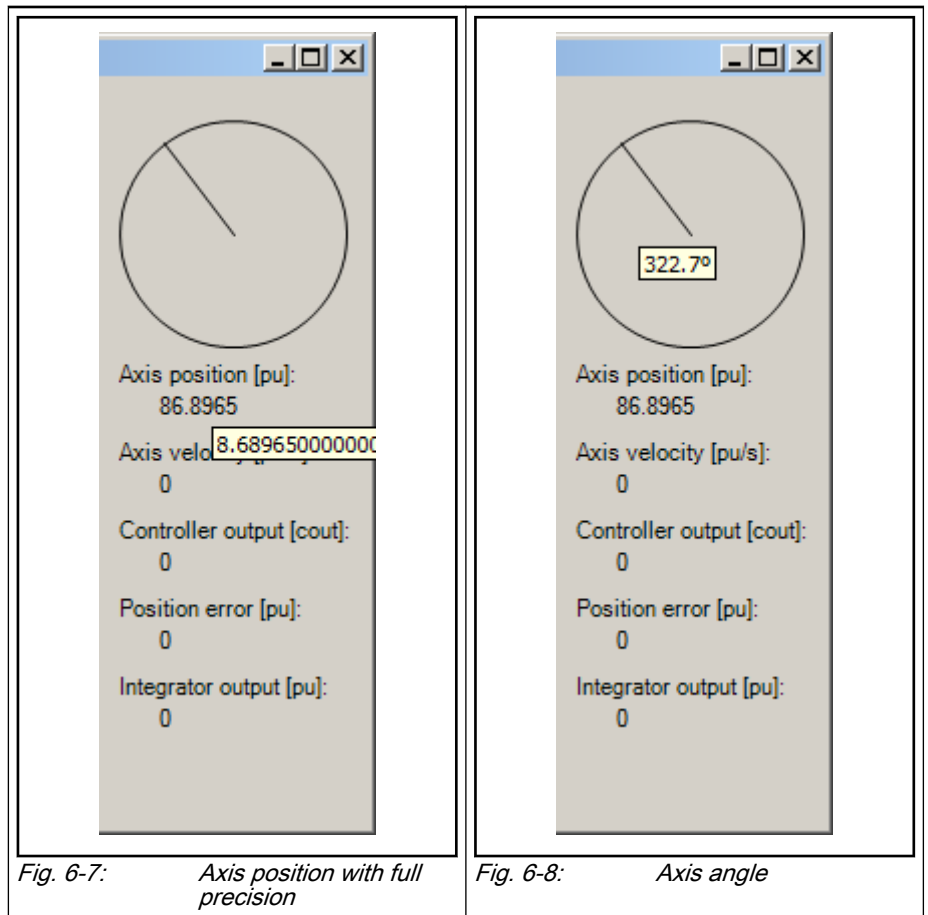 Axis position [pu]:
86.8965
8.689650000000
Axis velo
0
Controller output [cout]:
0
Position error [pu]:
0
Integrator output [pu]:
0
Fig. 6-7: Axis position with full
precision
322.7º
Axis position [pu]:
86.8965
Axis velocity [pu/s]:
0
Controller output [cout]:
0
Position error [pu]:
0
Integrator output [pu]:
0
Fig. 6-8: Axis angle